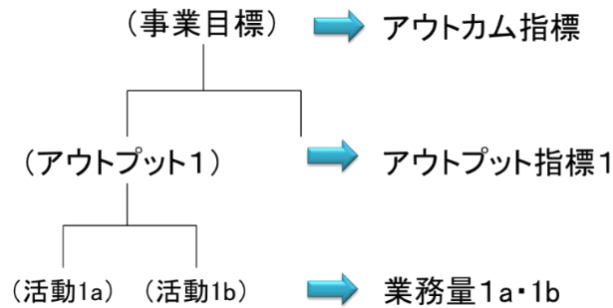 (事業目標) アウトカム指標
(アウトプット1) アウトプット指標1
(活動1a) (活動1b) 業務量1a・1b